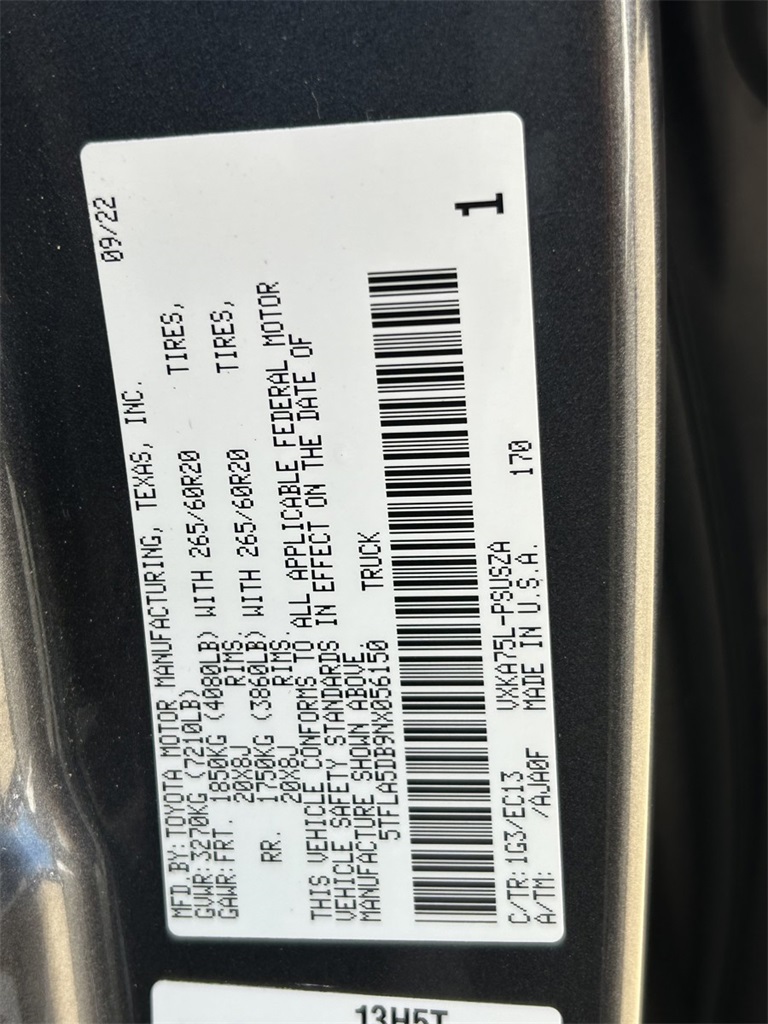 MFD.BY:TOYOTA MOTOR MANUFACTURING, TEXAS, INC. 09/22
GVWR:3270KG (7210LB)
GAWR:FRT. 1850KG (4080LB) WITH 265/60R20 TIRES,
20X8J RIMS
RR. 1750KG (3860LB) WITH 265/60R20 TIRES,
20X8J RIMS.
THIS VEHICLE CONFORMS TO ALL APPLICABLE FEDERAL MOTOR
VEHICLE SAFETY STANDARDS IN EFFECT ON THE DATE OF
MANUFACTURE SHOWN ABOVE.
5TFLA5DB9NX056150 TRUCK
1
C/TR:1G3/EC13 VXKA75L-PSUSZA 170
A/TM: /AJA0F MADE IN U.S.A.
13H5T